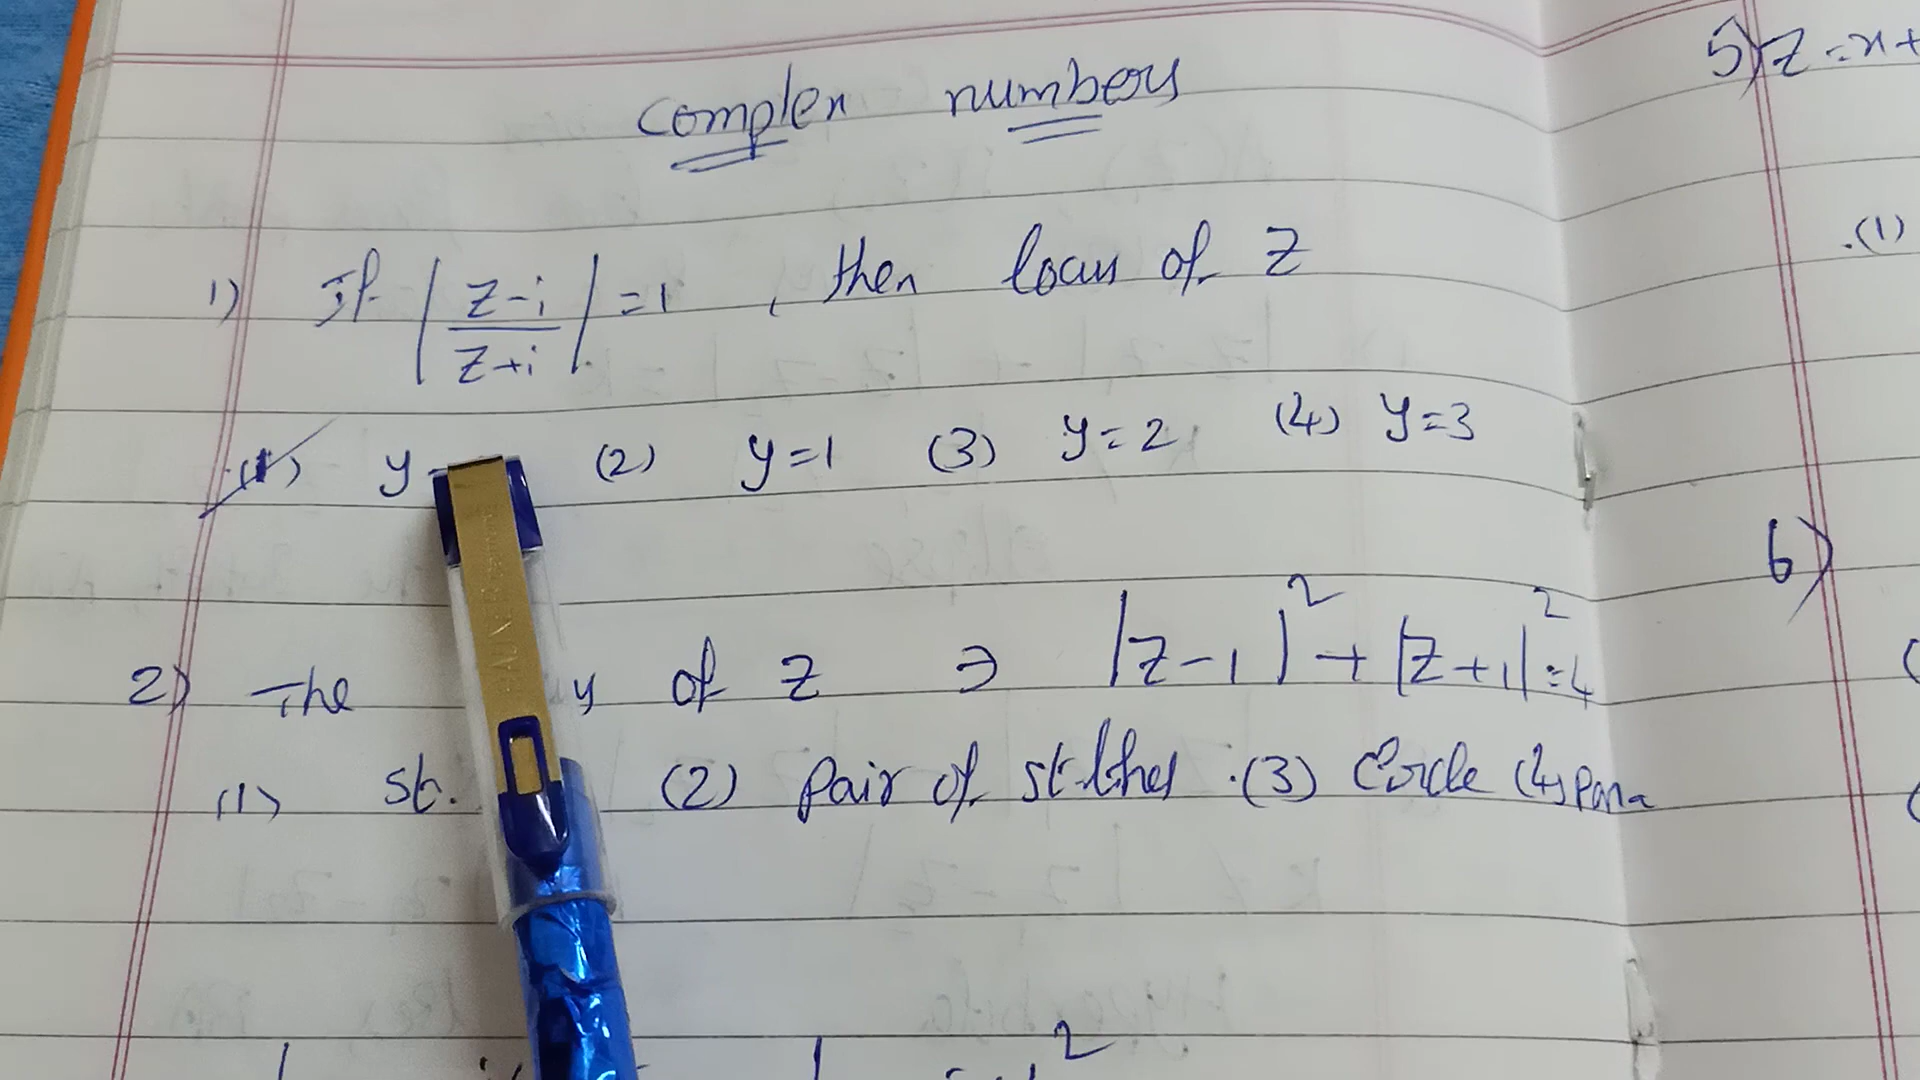 Complex numbers
1) If |z-i/z+i| = 1, then locus of z
(1) y (2) y=1 (3) y=2 (4) y=3
2) The of z ∋ |z-1|² + |z+1|² = 4
(1) St. (2) Pair of st. lines (3) Circle (4) Para
5) z = x+
(1)
6)